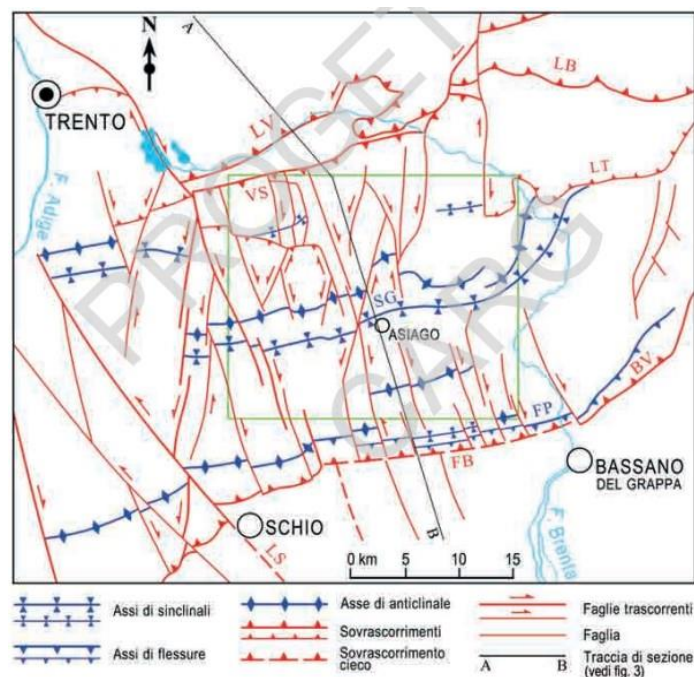 PROGET
CARG
N
A
TRENTO
F. Adige
LV
LB
LT
VS
SG
ASIAGO
BV
FP
FB
BASSANO
DEL GRAPPA
SCHIO
LS
B
F. Brenta
0 km 5 10 15
Assi di sinclinali
Assi di flessure
Asse di anticlinale
Sovrascorrimenti
Sovrascorrimento
cieco
Faglie trascorrenti
Faglia
A B Traccia di sezione
(vedi fig. 3)